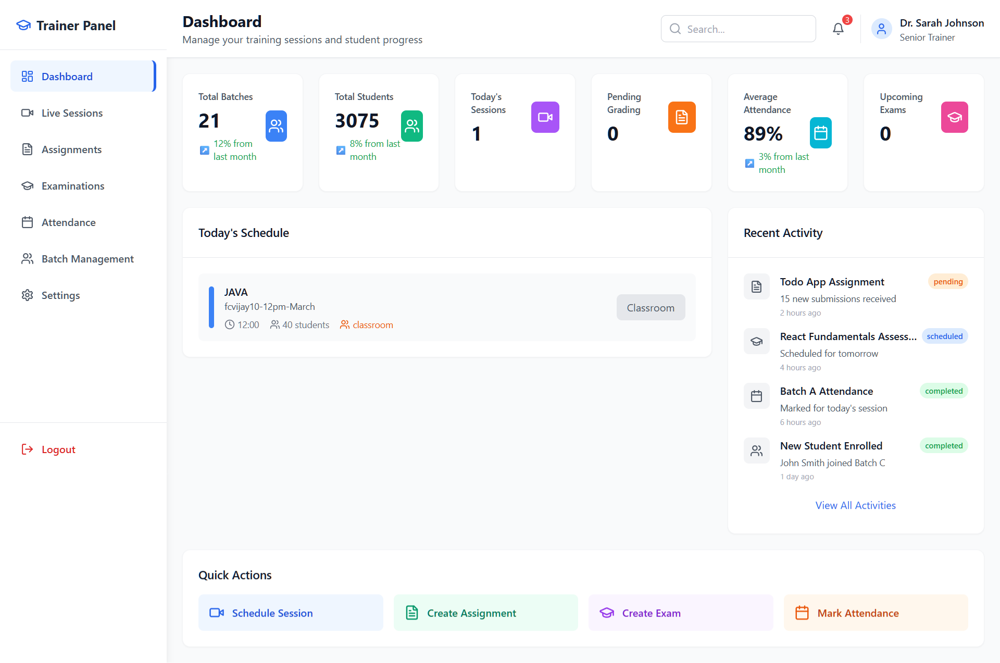 Trainer Panel
Dashboard
Live Sessions
Assignments
Examinations
Attendance
Batch Management
Settings
Logout
Dashboard
Manage your training sessions and student progress
Search...
3
Dr. Sarah Johnson
Senior Trainer
Total Batches
21
12% from
last month
Total Students
3075
8% from last
month
Today's
Sessions
1
Pending
Grading
0
Average
Attendance
89%
3% from last
month
Upcoming
Exams
0
Today's Schedule
JAVA
fcvijay10-12pm-March
12:00 40 students classroom
Classroom
Recent Activity
Todo App Assignment pending
15 new submissions received
2 hours ago
React Fundamentals Assess... scheduled
Scheduled for tomorrow
4 hours ago
Batch A Attendance completed
Marked for today's session
6 hours ago
New Student Enrolled completed
John Smith joined Batch C
1 day ago
View All Activities
Quick Actions
Schedule Session
Create Assignment
Create Exam
Mark Attendance